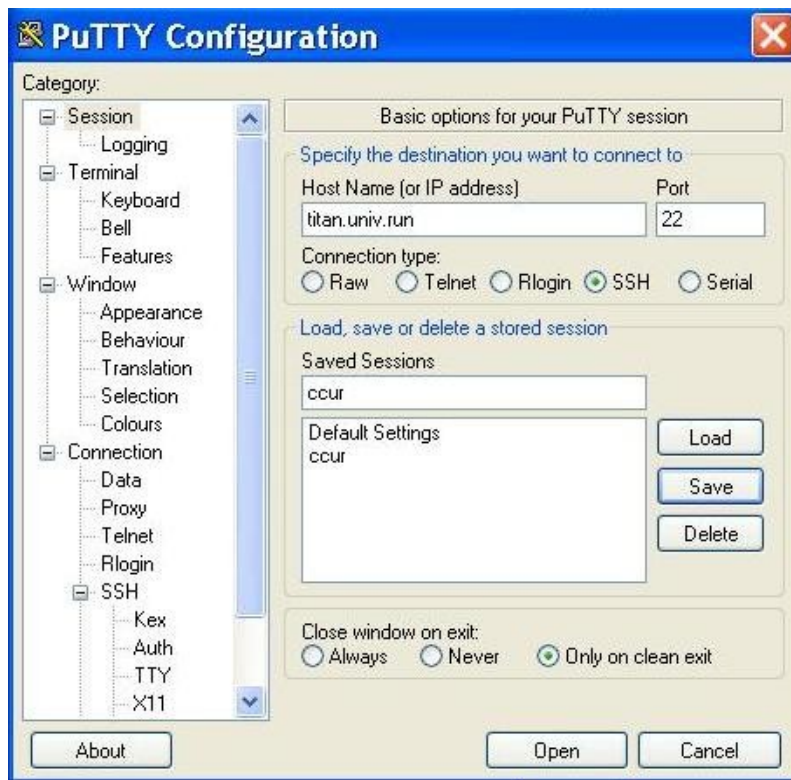 PuTTY Configuration
Category:
Session
Logging
Terminal
Keyboard
Bell
Features
Window
Appearance
Behaviour
Translation
Selection
Colours
Connection
Data
Proxy
Telnet
Rlogin
SSH
Kex
Auth
TTY
X11
Basic options for your PuTTY session
Specify the destination you want to connect to
Host Name (or IP address) Port
titan.univ.run 22
Connection type:
Raw Telnet Rlogin SSH Serial
Load, save or delete a stored session
Saved Sessions
ccur
Default Settings
ccur
Load
Save
Delete
Close window on exit:
Always Never Only on clean exit
About Open Cancel